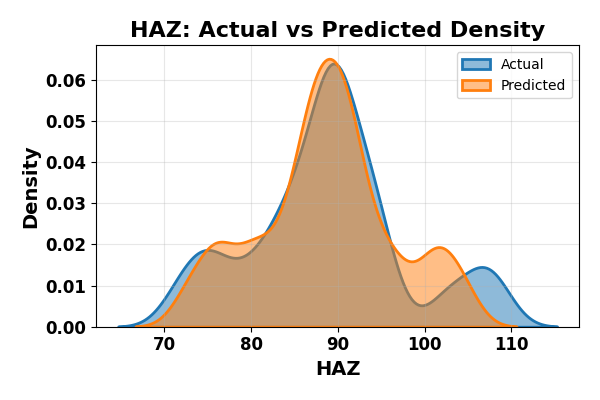 HAZ: Actual vs Predicted Density
Actual
Predicted
Density
0.06
0.05
0.04
0.03
0.02
0.01
0.00
70 80 90 100 110
HAZ